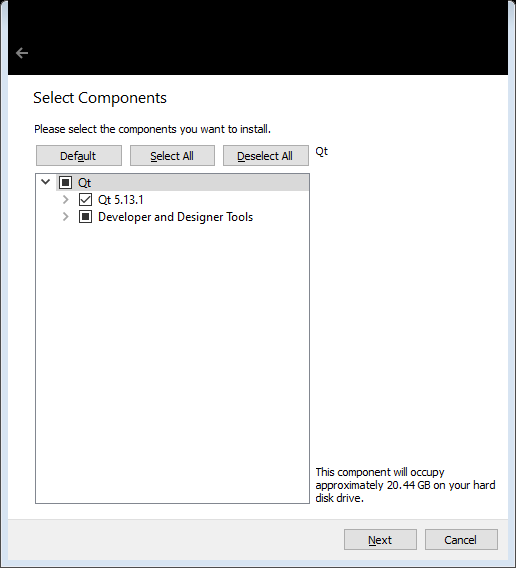 Select Components
Please select the components you want to install.
Default
Select All
Deselect All
Qt
Qt
Qt 5.13.1
Developer and Designer Tools
This component will occupy
approximately 20.44 GB on your hard
disk drive.
Next
Cancel